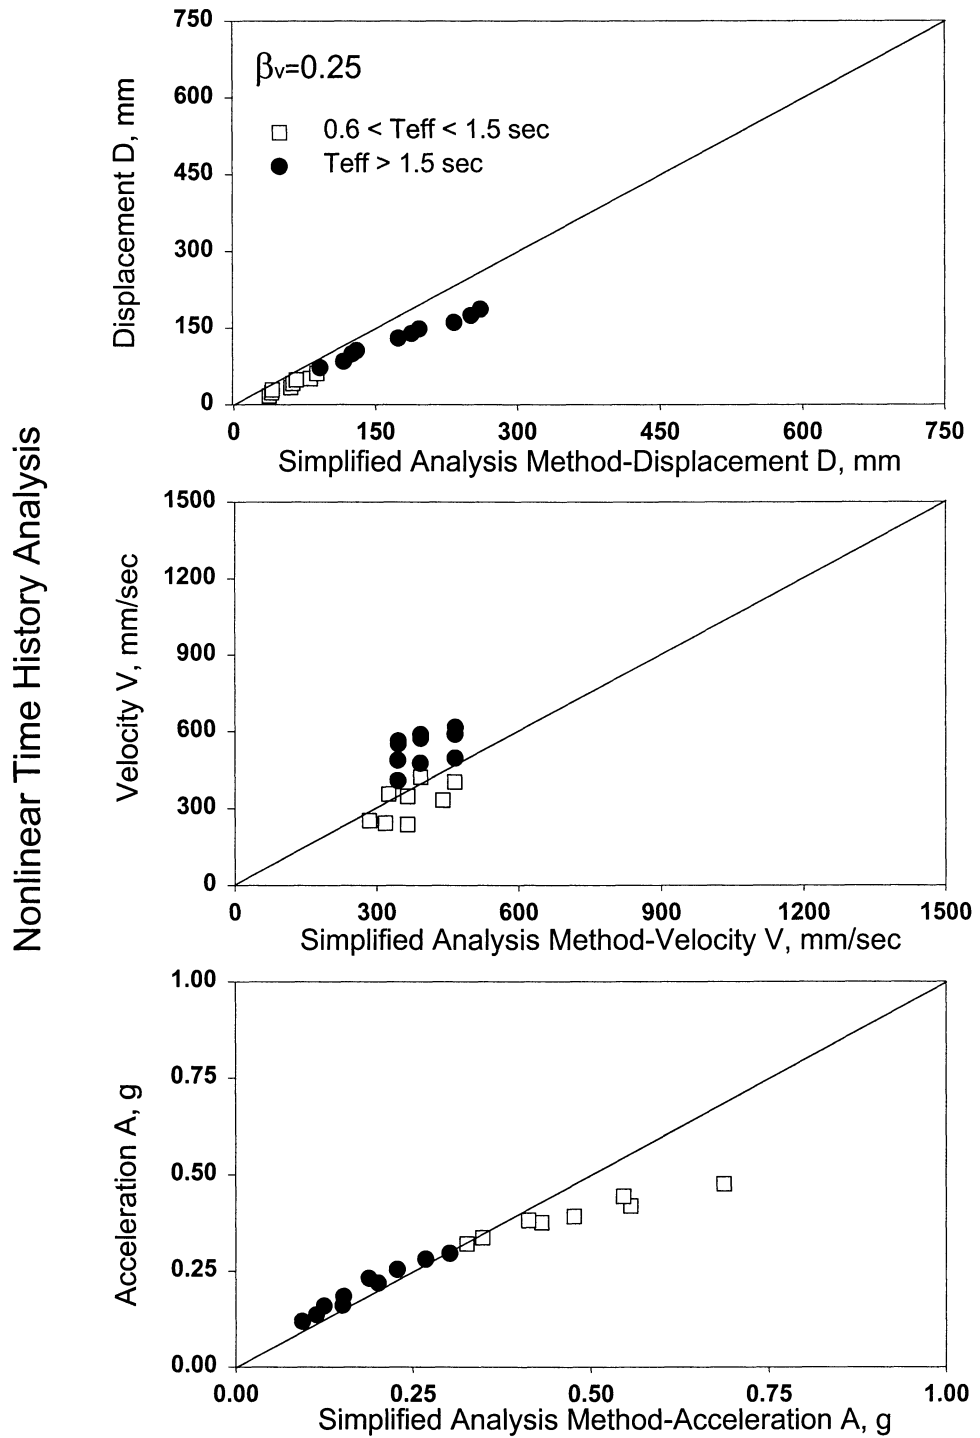 Nonlinear Time History Analysis
Displacement D, mm
750
600
450
300
150
0
βv=0.25
0.6 < Teff < 1.5 sec
Teff > 1.5 sec
0 150 300 450 600 750
Simplified Analysis Method-Displacement D, mm
Velocity V, mm/sec
1500
1200
900
600
300
0
0 300 600 900 1200 1500
Simplified Analysis Method-Velocity V, mm/sec
Acceleration A, g
1.00
0.75
0.50
0.25
0.00
0.00 0.25 0.50 0.75 1.00
Simplified Analysis Method-Acceleration A, g